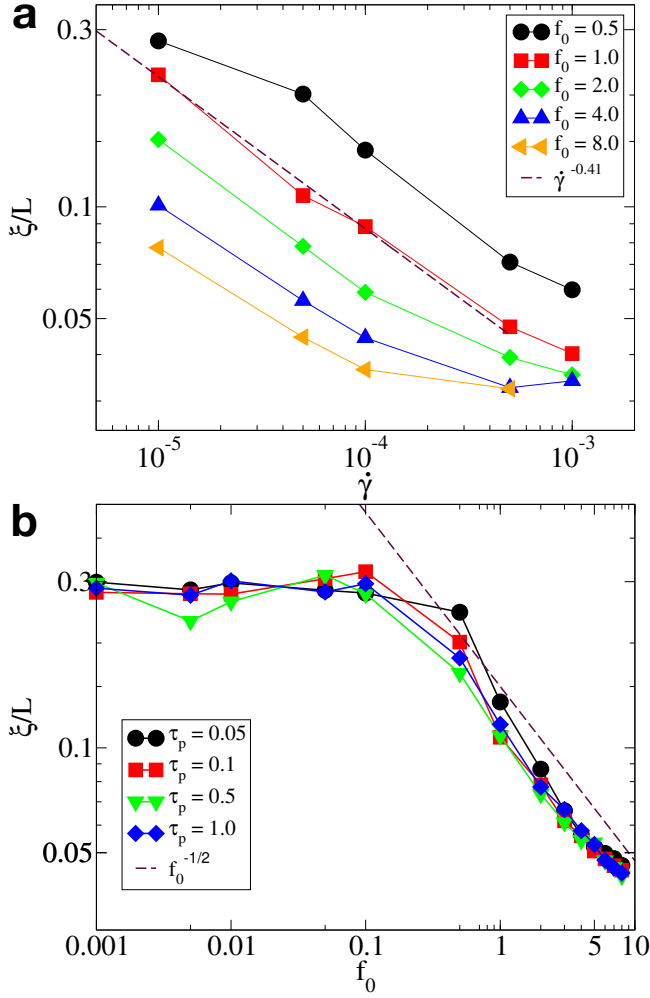 a
0.3
0.1
0.05
ξ/L
10⁻⁵
10⁻⁴
10⁻³
γ̇
f₀ = 0.5
f₀ = 1.0
f₀ = 2.0
f₀ = 4.0
f₀ = 8.0
γ̇ ⁻⁰·⁴¹
b
0.3
0.1
0.05
ξ/L
τₚ = 0.05
τₚ = 0.1
τₚ = 0.5
τₚ = 1.0
f₀ ⁻¹/²
0.001
0.01
0.1
1
5
10
f₀